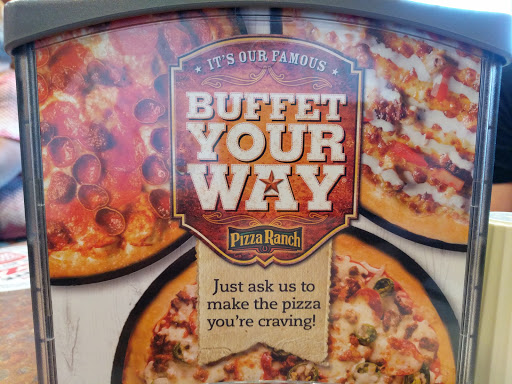 IT'S OUR FAMOUS
BUFFET
YOUR
WAY
Pizza Ranch
Just ask us to
make the pizza
you're craving!